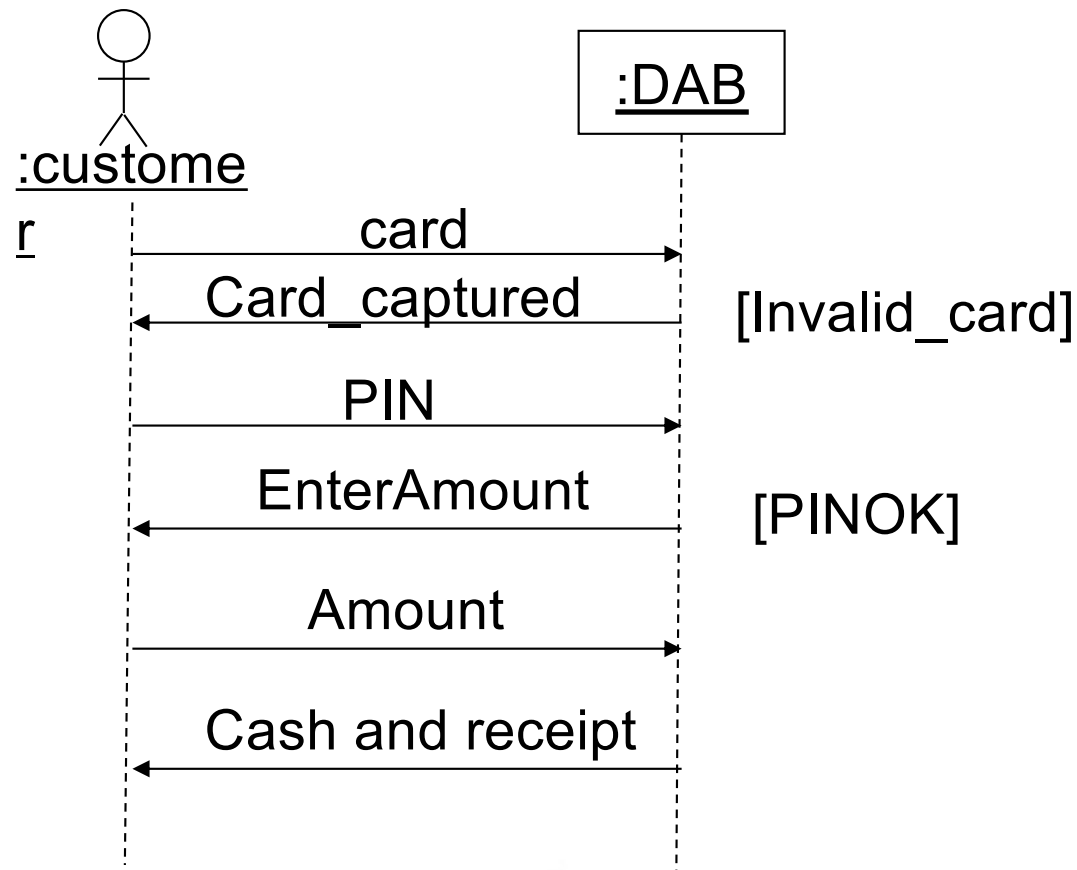 :DAB
:custome
r
card
Card_captured
[Invalid_card]
PIN
EnterAmount
[PINOK]
Amount
Cash and receipt